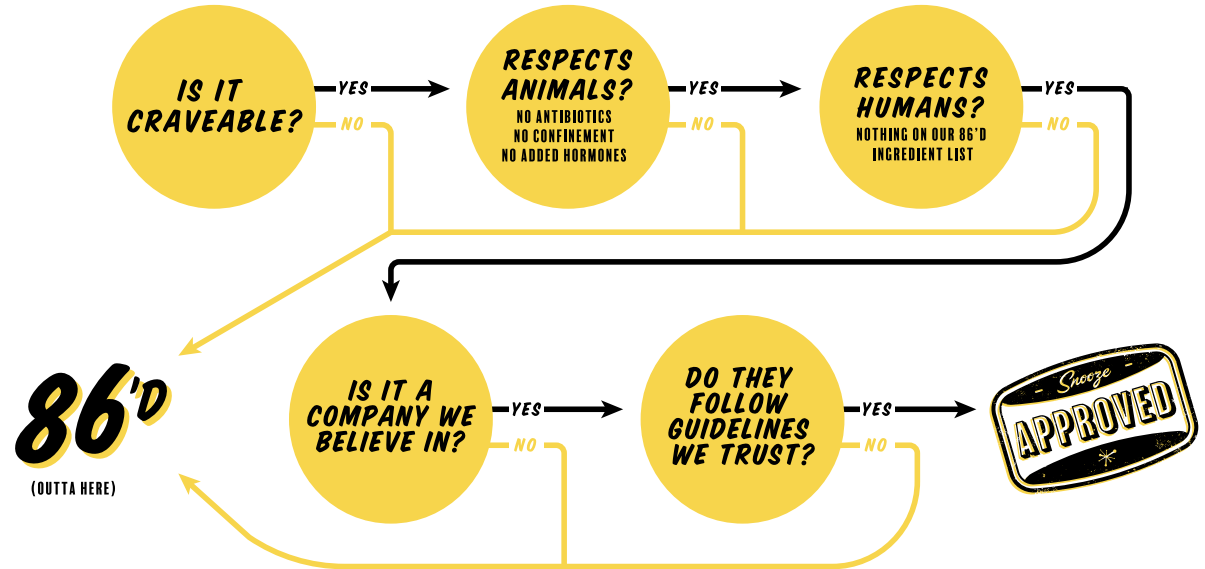 IS IT
CRAVEABLE?
YES
NO
RESPECTS
ANIMALS?
NO ANTIBIOTICS
NO CONFINEMENT
NO ADDED HORMONES
YES
NO
RESPECTS
HUMANS?
NOTHING ON OUR 86'D
INGREDIENT LIST
YES
NO
86'D
(OUTTA HERE)
IS IT A
COMPANY WE
BELIEVE IN?
YES
NO
DO THEY
FOLLOW
GUIDELINES
WE TRUST?
YES
NO
Snooze
APPROVED